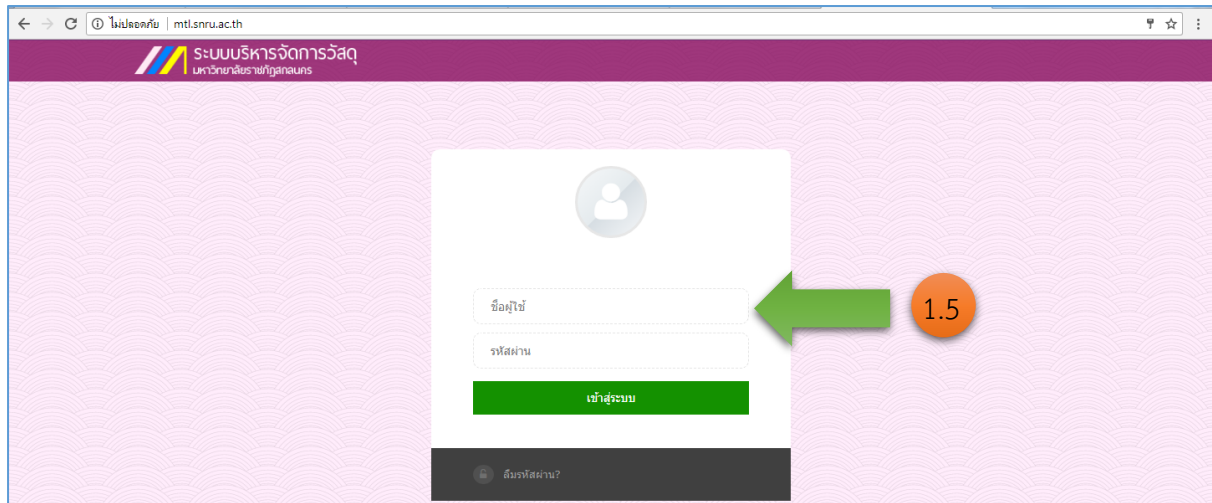 ไม่ปลอดภัย | mtl.snru.ac.th
ระบบบริหารจัดการวัสดุ
มหาวิทยาลัยราชภัฏสกลนคร
ชื่อผู้ใช้
1.5
รหัสผ่าน
เข้าสู่ระบบ
ลืมรหัสผ่าน?